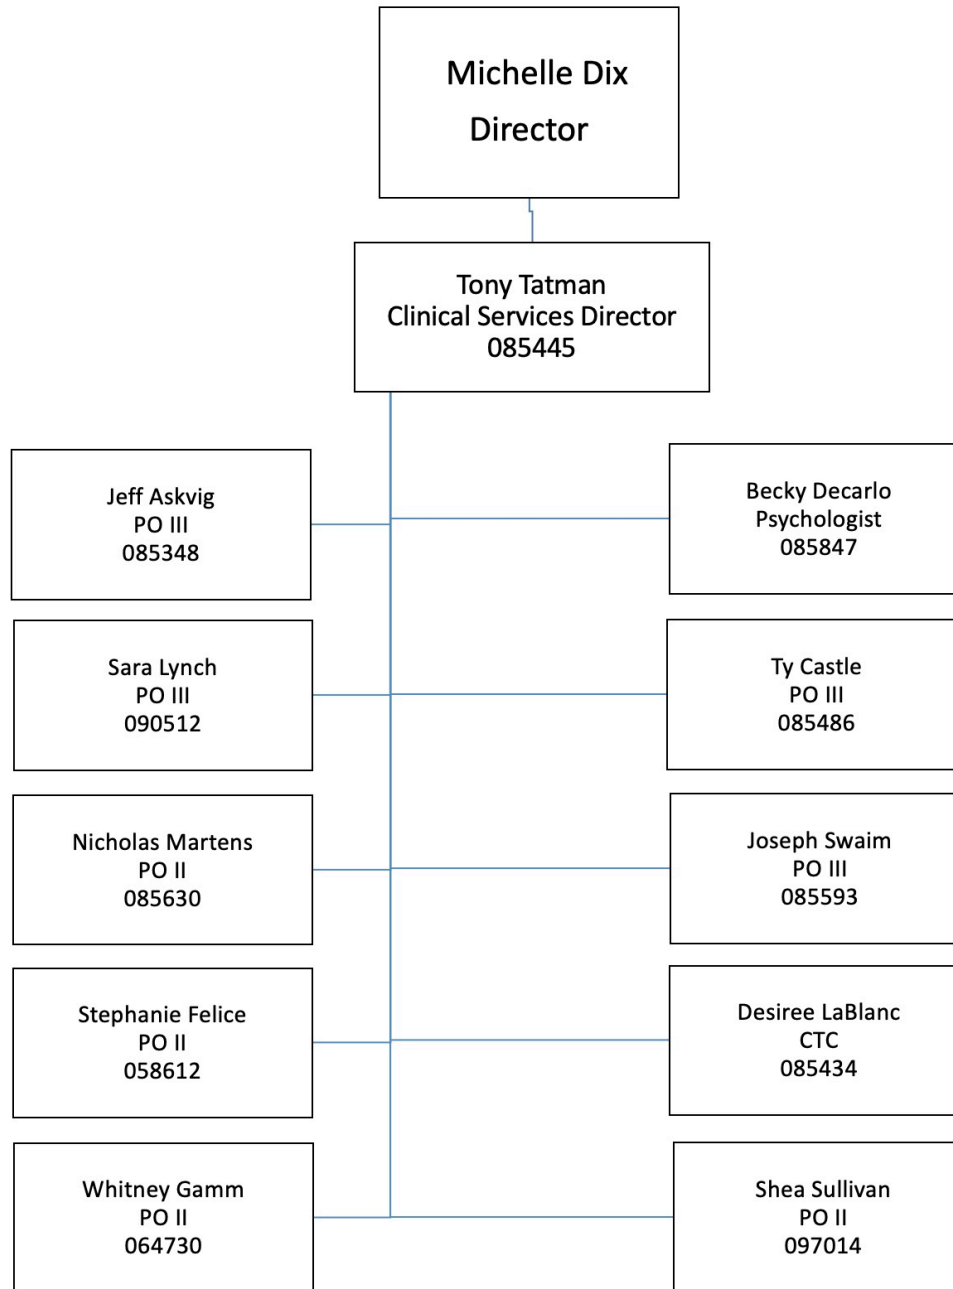 Michelle Dix
Director
Tony Tatman
Clinical Services Director
085445
Jeff Askvig
PO III
085348
Becky Decarlo
Psychologist
085847
Sara Lynch
PO III
090512
Ty Castle
PO III
085486
Nicholas Martens
PO II
085630
Joseph Swaim
PO III
085593
Stephanie Felice
PO II
058612
Desiree LaBlanc
CTC
085434
Whitney Gamm
PO II
064730
Shea Sullivan
PO II
097014